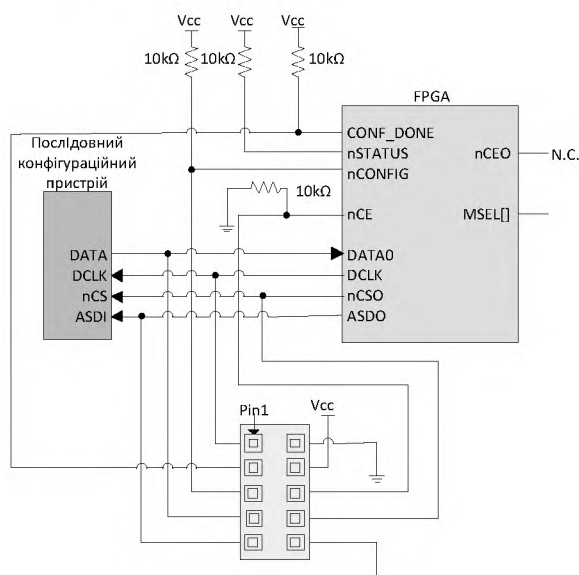 Vcc Vcc Vcc
10kΩ 10kΩ 10kΩ
FPGA
Послідовний
конфігураційний
пристрій
CONF_DONE
nSTATUS
nCONFIG
nCEO
N.C.
10kΩ
nCE
MSEL[]
DATA
DCLK
nCS
ASDI
DATA0
DCLK
nCSO
ASDO
Pin1
Vcc